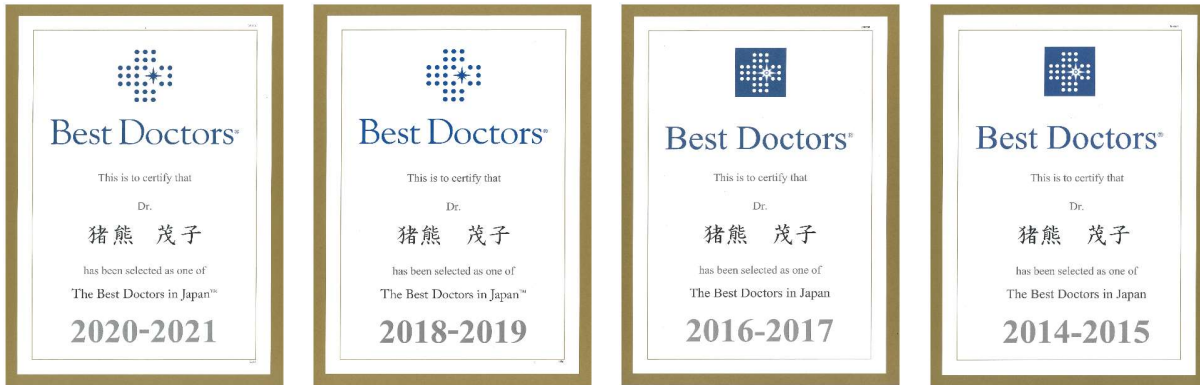 Best Doctors®
This is to certify that
Dr.
猪熊 茂子
has been selected as one of
The Best Doctors in Japan™
2020-2021
Best Doctors®
This is to certify that
Dr.
猪熊 茂子
has been selected as one of
The Best Doctors in Japan™
2018-2019
Best Doctors®
This is to certify that
Dr.
猪熊 茂子
has been selected as one of
The Best Doctors in Japan
2016-2017
Best Doctors®
This is to certify that
Dr.
猪熊 茂子
has been selected as one of
The Best Doctors in Japan
2014-2015